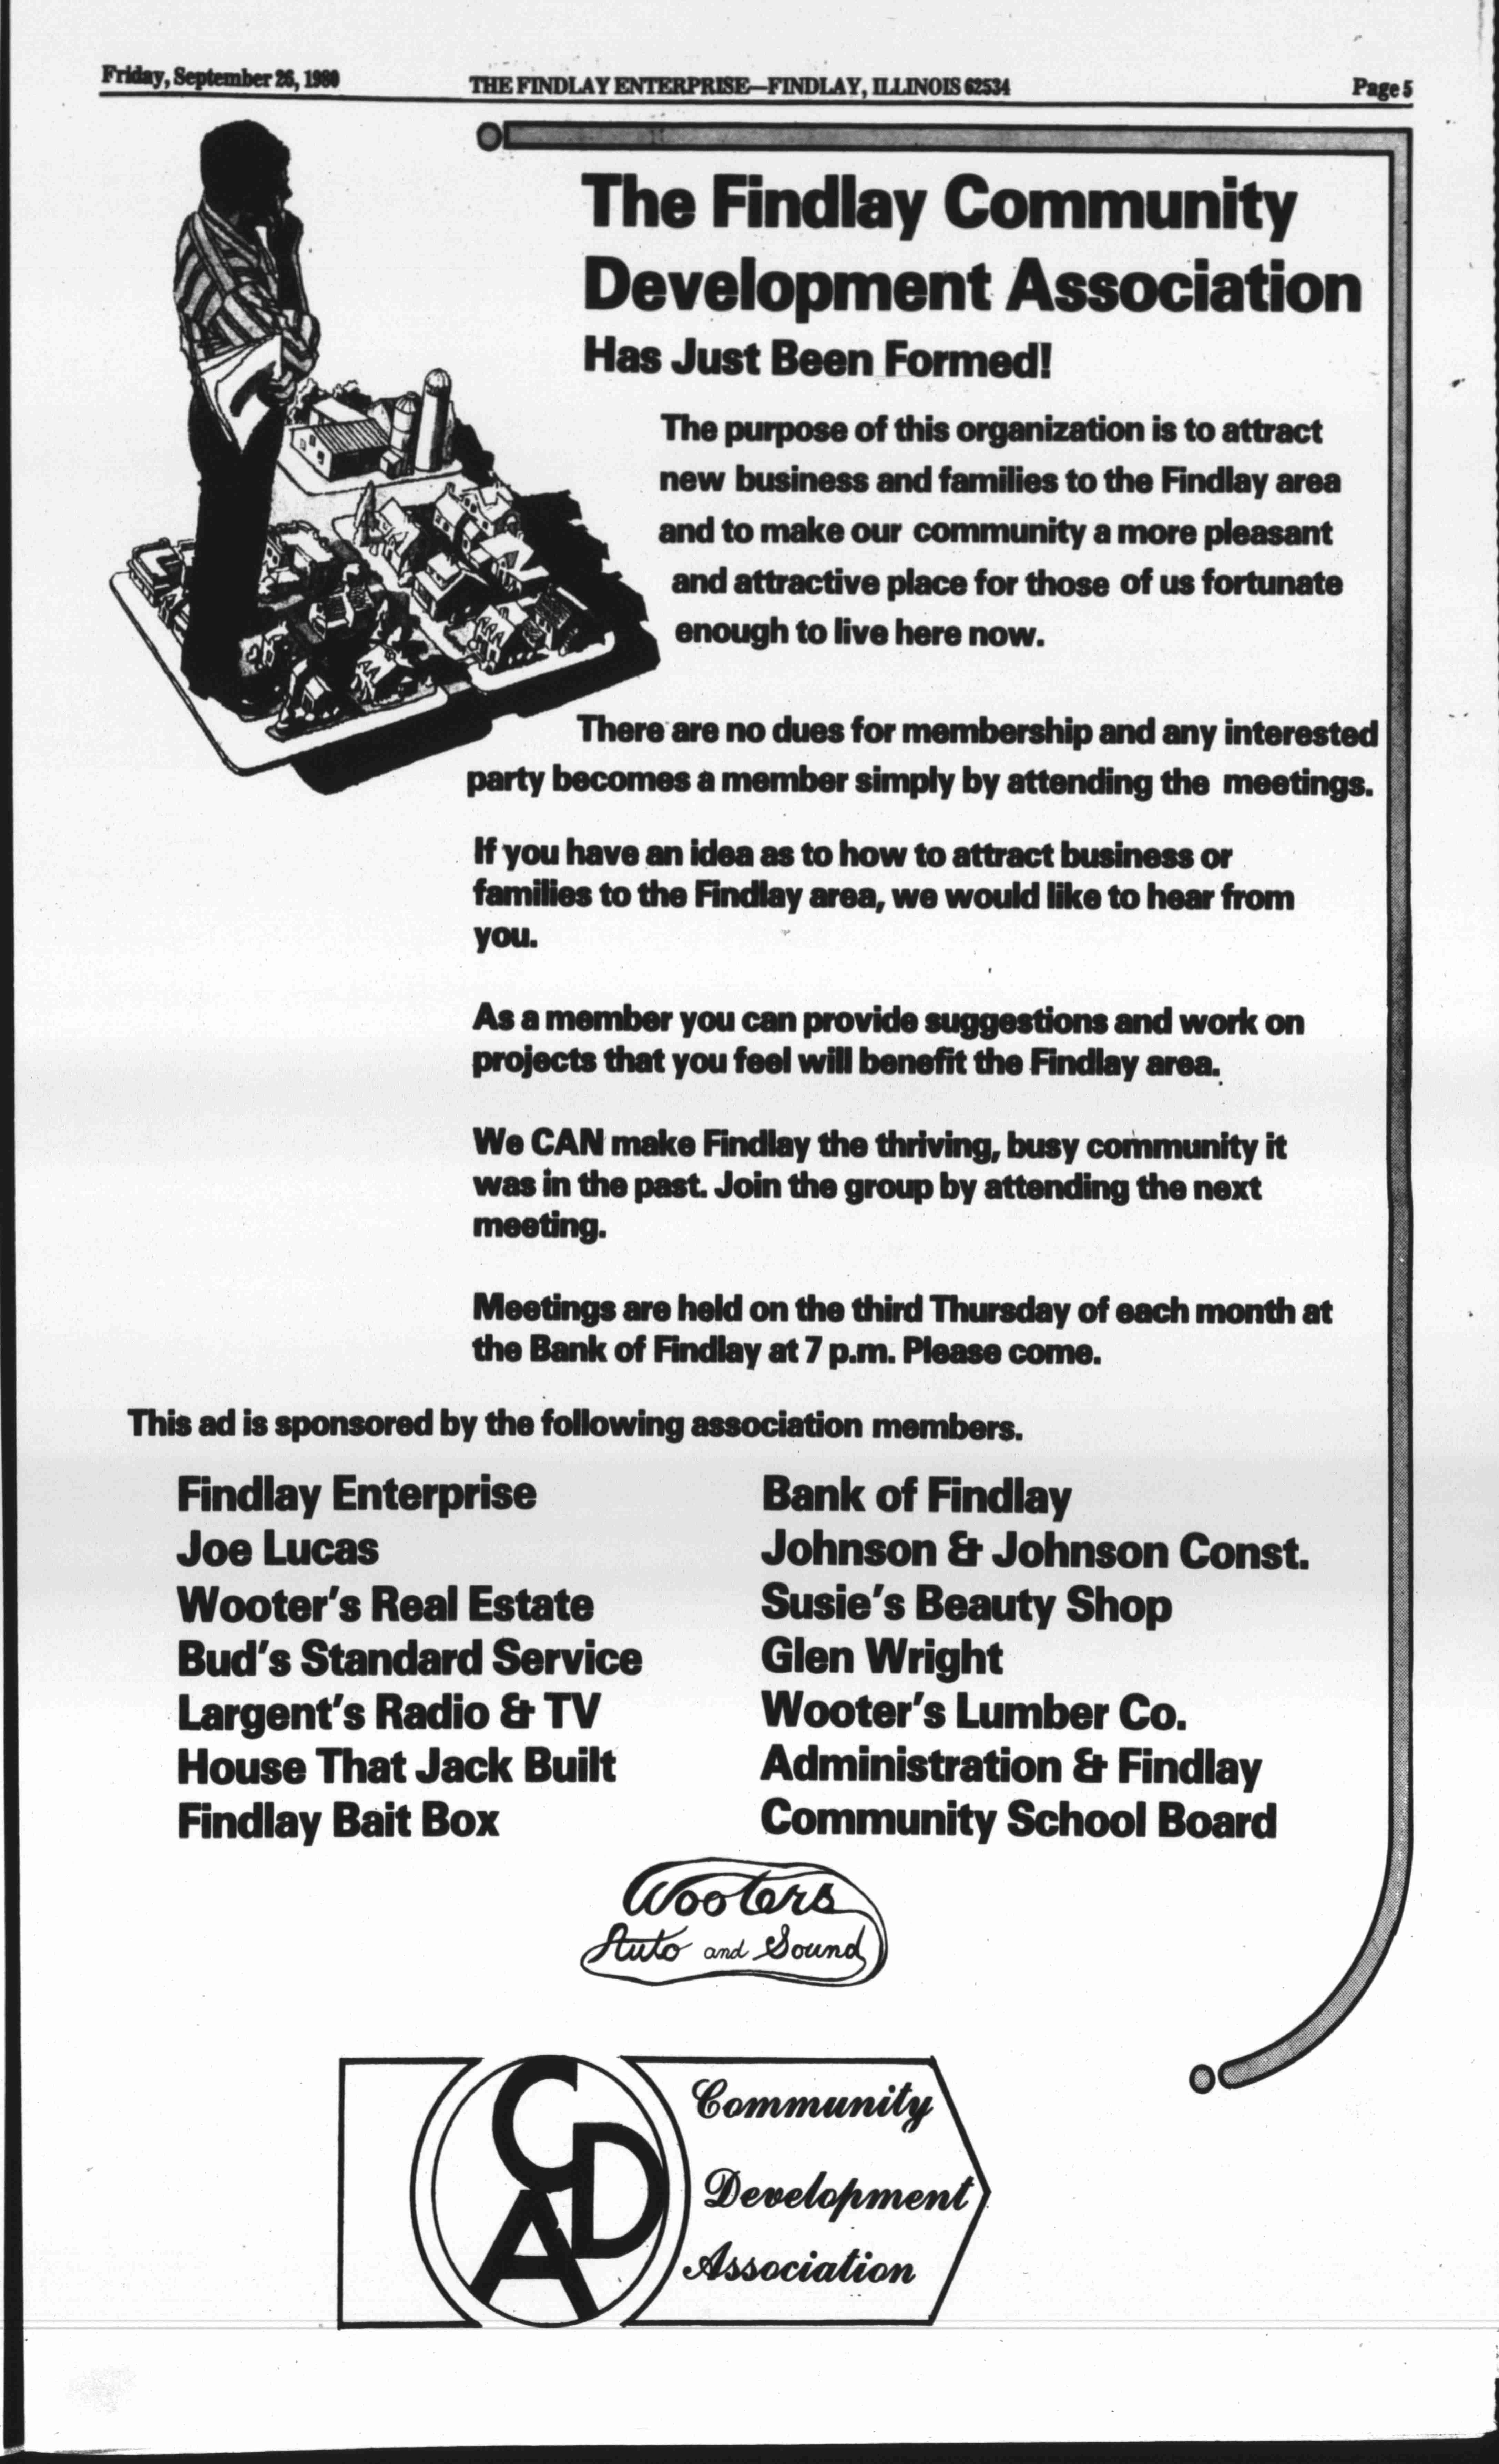 Friday, September 26, 1980
THE FINDLAY ENTERPRISE—FINDLAY, ILLINOIS 62534
Page 5
The Findlay Community
Development Association
Has Just Been Formed!
The purpose of this organization is to attract
new business and families to the Findlay area
and to make our community a more pleasant
and attractive place for those of us fortunate
enough to live here now.
There are no dues for membership and any interested
party becomes a member simply by attending the meetings.
If you have an idea as to how to attract business or
families to the Findlay area, we would like to hear from
you.
As a member you can provide suggestions and work on
projects that you feel will benefit the Findlay area.
We CAN make Findlay the thriving, busy community it
was in the past. Join the group by attending the next
meeting.
Meetings are held on the third Thursday of each month at
the Bank of Findlay at 7 p.m. Please come.
This ad is sponsored by the following association members.
Findlay Enterprise
Joe Lucas
Wooter's Real Estate
Bud's Standard Service
Largent's Radio & TV
House That Jack Built
Findlay Bait Box
Bank of Findlay
Johnson & Johnson Const.
Susie's Beauty Shop
Glen Wright
Wooter's Lumber Co.
Administration & Findlay
Community School Board
Wooters
Auto and Sound
CDA
Community
Development
Association